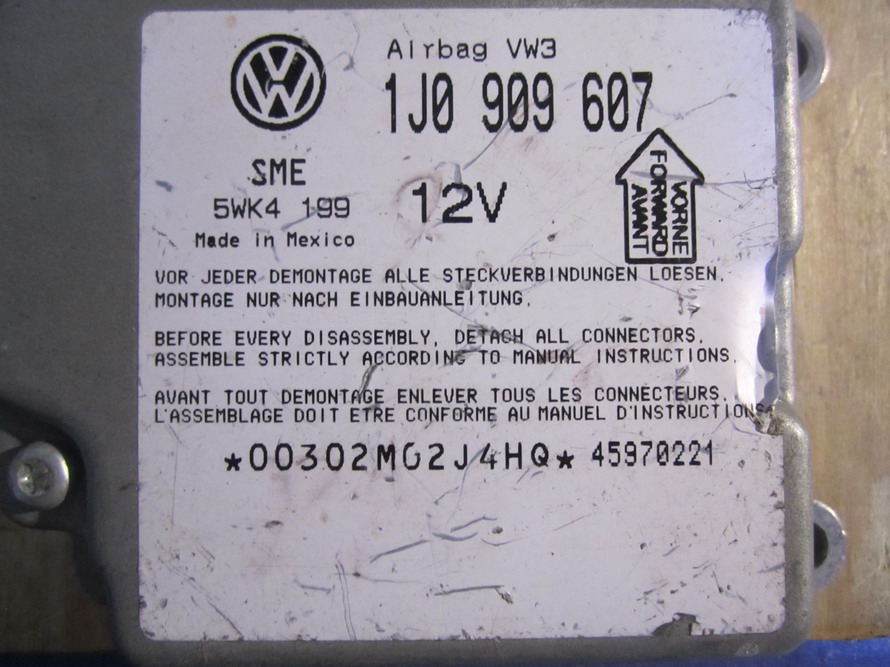 Airbag VW3
1J0 909 607
SME
5WK4 199
12V
Made in Mexico
VORNE
FORWARD
AVANT
VOR JEDER DEMONTAGE ALLE STECKVERBINDUNGEN LOESEN.
MONTAGE NUR NACH EINBAUANLEITUNG.
BEFORE EVERY DISASSEMBLY, DETACH ALL CONNECTORS.
ASSEMBLE STRICTLY ACCORDING TO MANUAL INSTRUCTIONS.
AVANT TOUT DEMONTAGE ENLEVER TOUS LES CONNECTEURS.
L'ASSEMBLAGE DOIT ETRE CONFORME AU MANUEL D'INSTRUCTIONS.
*00302M02J4HQ* 45970221